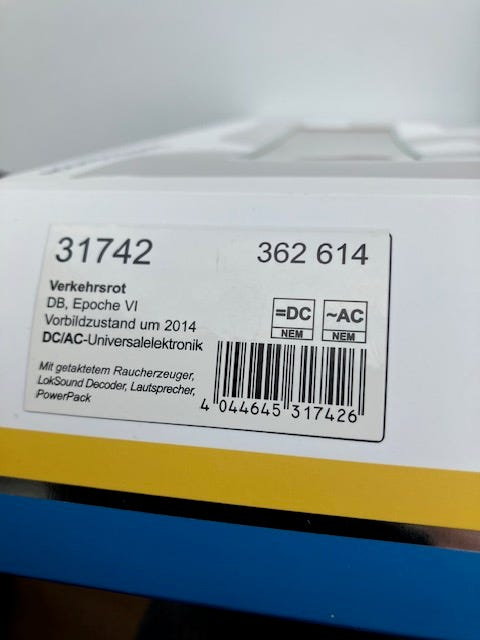 31742 362 614
Verkehrsrot
DB, Epoche VI
Vorbildzustand um 2014
DC/AC-Universalelektronik
=DC
NEM
~AC
NEM
Mit getaktetem Raucherzeuger,
LokSound Decoder, Lautsprecher,
PowerPack
4 044645 317426